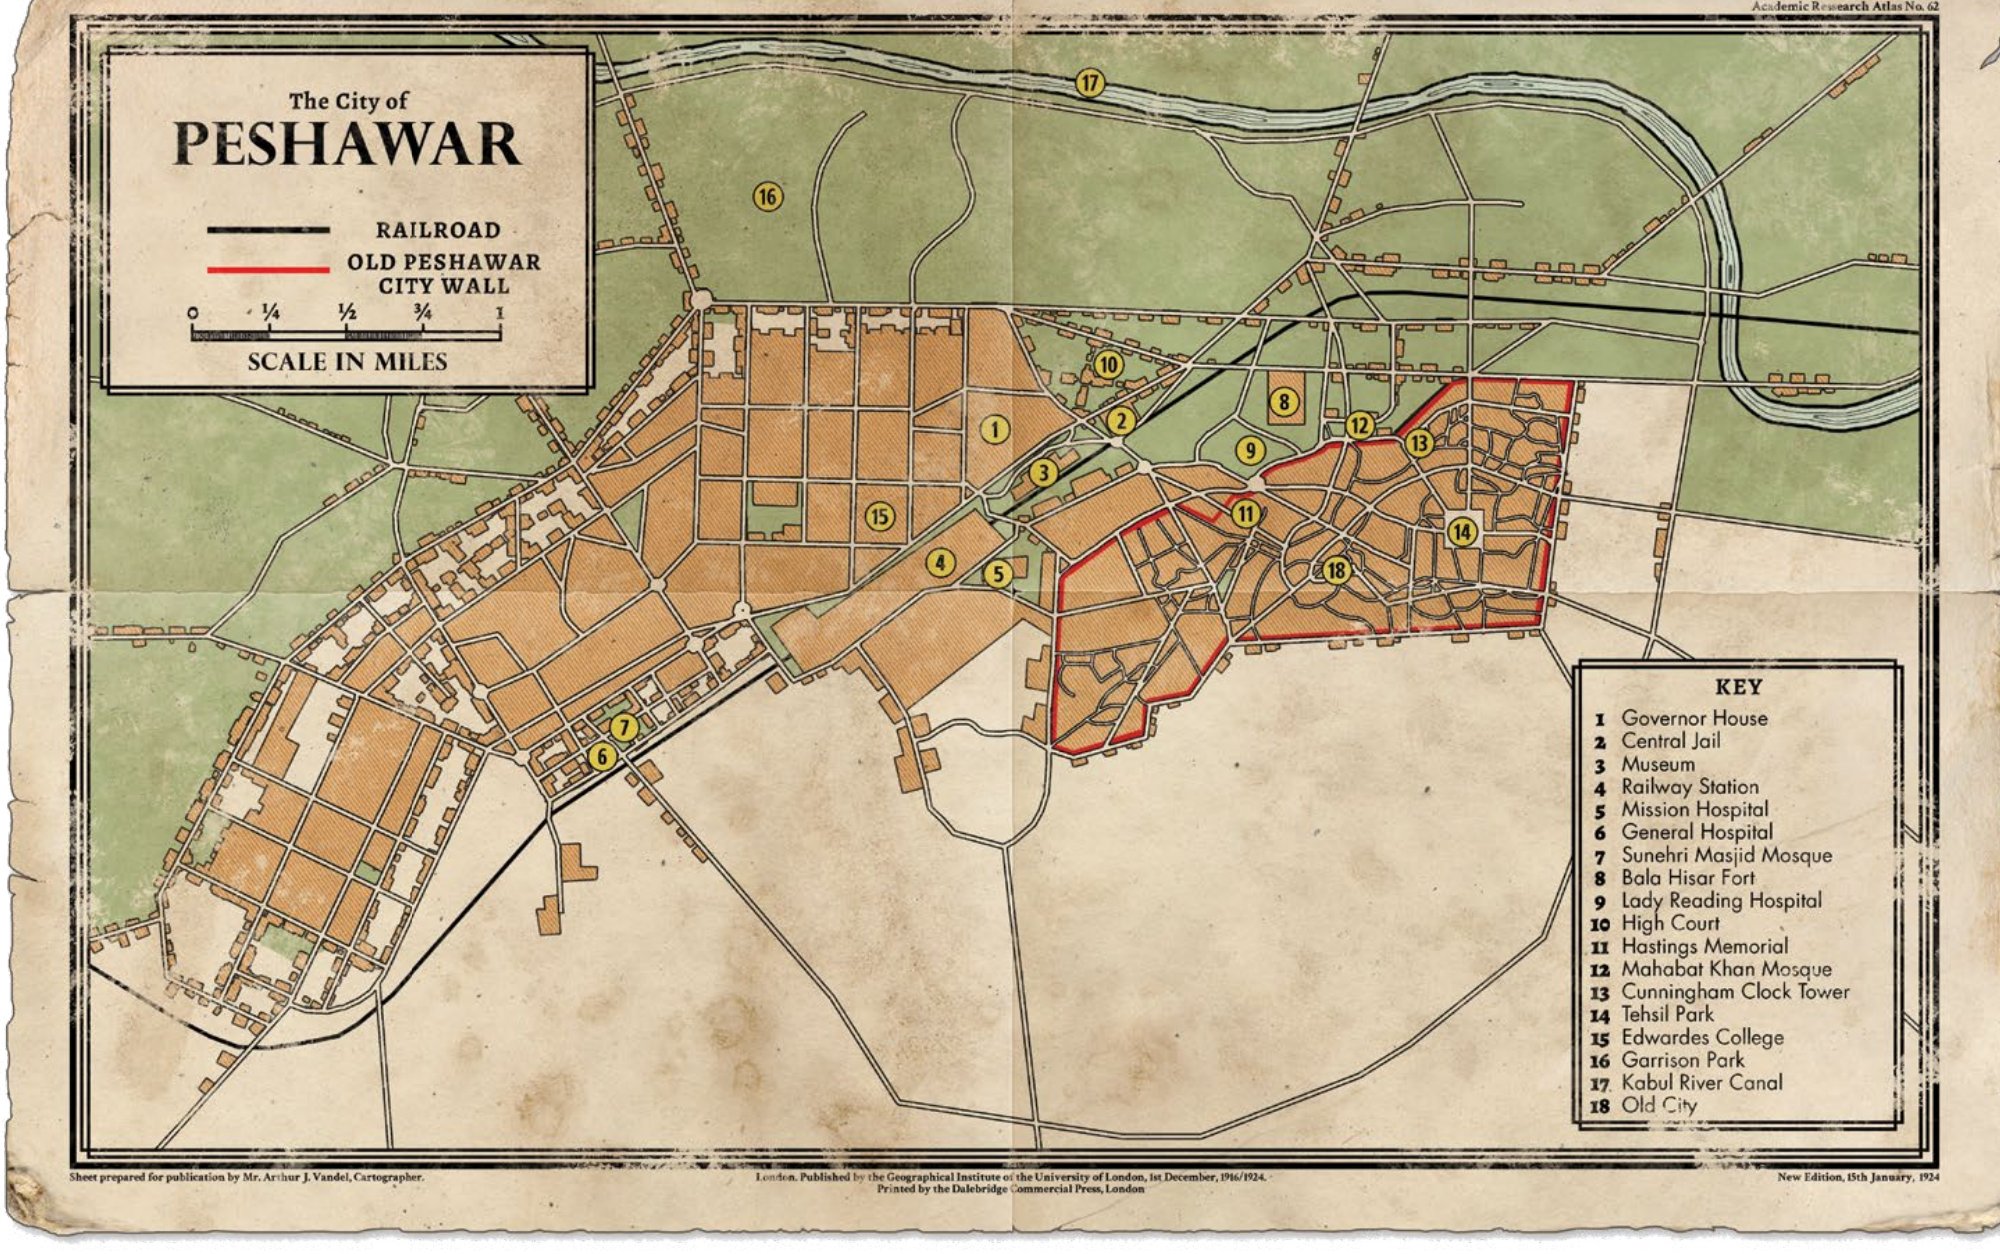 Academic Research Atlas No. 62
The City of
PESHAWAR
RAILROAD
OLD PESHAWAR
CITY WALL
0 ¼ ½ ¾ 1
SCALE IN MILES
17
16
10
8
2
1
12
13
9
3
15
11
14
4
5
18
7
6
KEY
1 Governor House
2 Central Jail
3 Museum
4 Railway Station
5 Mission Hospital
6 General Hospital
7 Sunehri Masjid Mosque
8 Bala Hisar Fort
9 Lady Reading Hospital
10 High Court
11 Hastings Memorial
12 Mahabat Khan Mosque
13 Cunningham Clock Tower
14 Tehsil Park
15 Edwardes College
16 Garrison Park
17 Kabul River Canal
18 Old City
Sheet prepared for publication by Mr. Arthur J. Vandel, Cartographer.
London. Published by the Geographical Institute of the University of London, 1st December, 1916/1924.
Printed by the Dalebridge Commercial Press, London
New Edition, 15th January, 1924